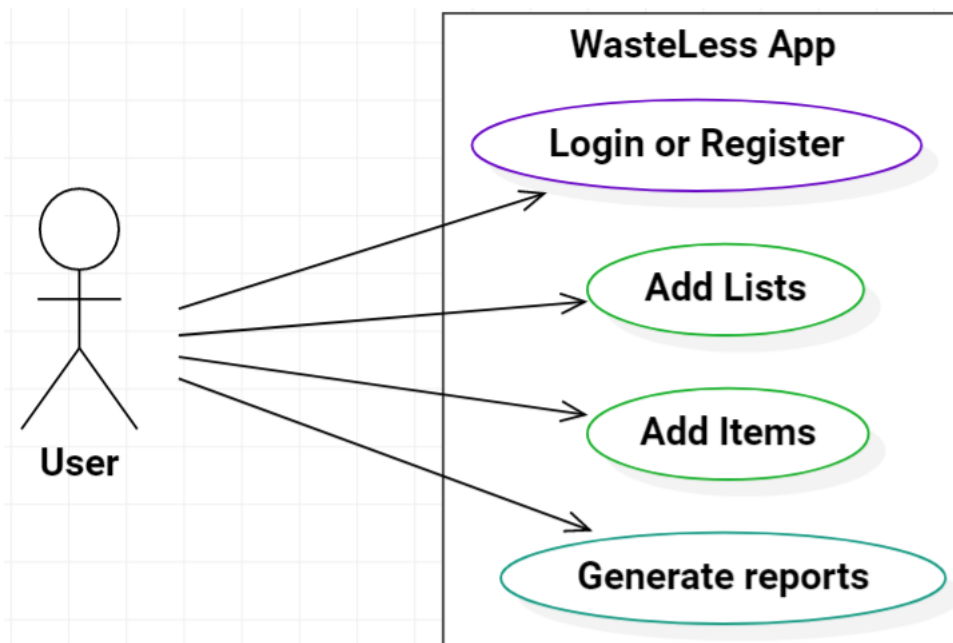 WasteLess App
Login or Register
Add Lists
Add Items
User
Generate reports